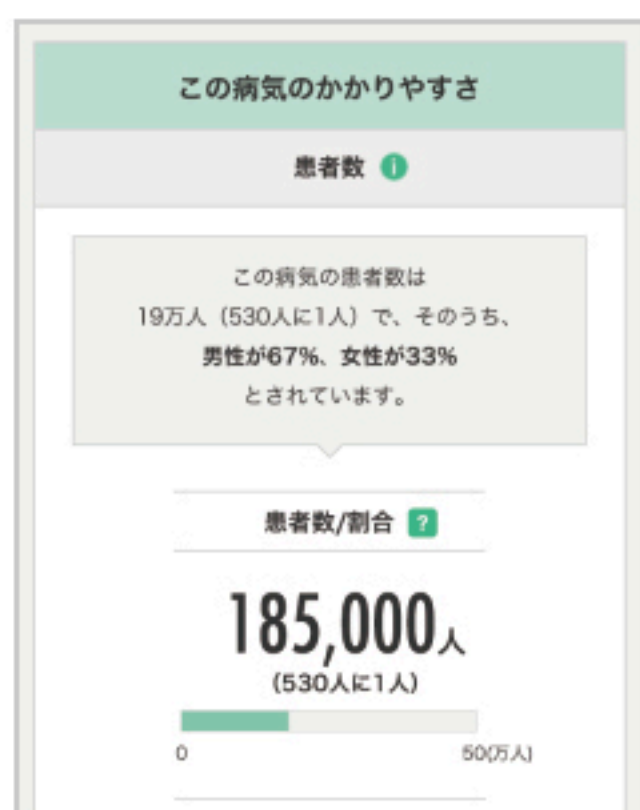 この病気のかかりやすさ
患者数 i
この病気の患者数は
19万人（530人に1人）で、そのうち、
男性が67%、女性が33%
とされています。
患者数/割合 ?
185,000人
(530人に1人)
0 50(万人)